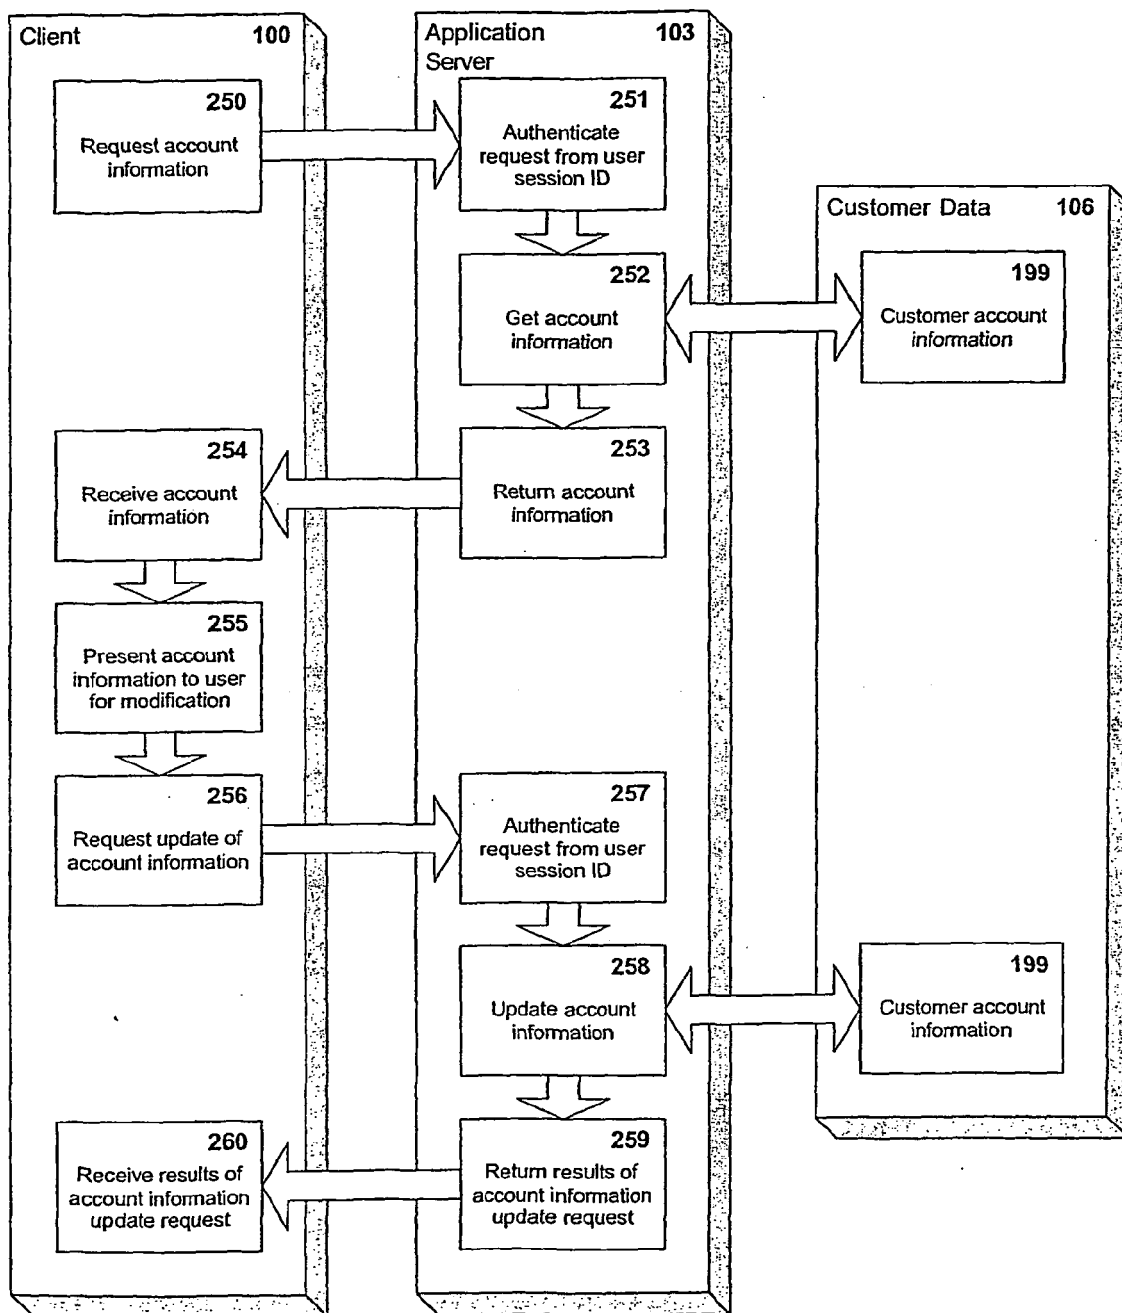 Client 100
Application 103
Server
250
Request account
information
251
Authenticate
request from user
session ID
Customer Data 106
252
Get account
information
199
Customer account
information
254
Receive account
information
253
Return account
information
255
Present account
information to user
for modification
256
Request update of
account information
257
Authenticate
request from user
session ID
258
Update account
information
199
Customer account
information
260
Receive results of
account information
update request
259
Return results of
account information
update request